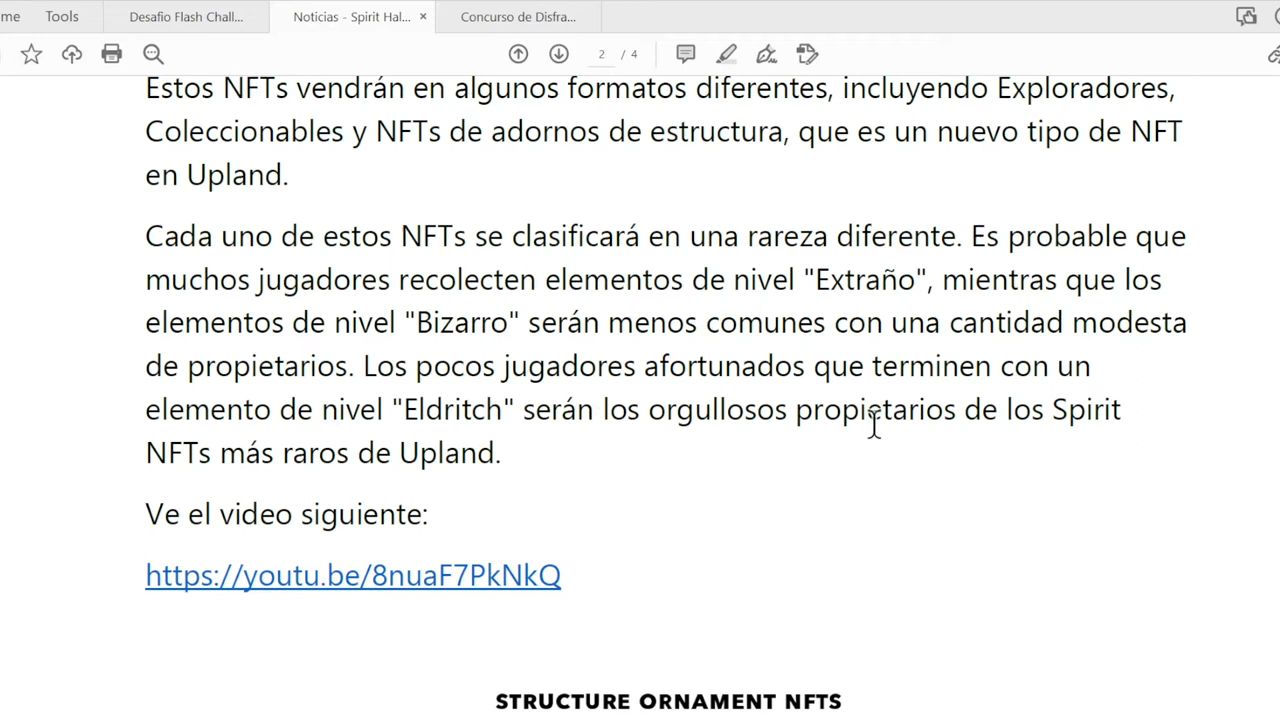 me Tools Desafio Flash Chall... Noticias - Spirit Hal... × Concurso de Disfra...
2 / 4
Estos NFTs vendrán en algunos formatos diferentes, incluyendo Exploradores,
Coleccionables y NFTs de adornos de estructura, que es un nuevo tipo de NFT
en Upland.
Cada uno de estos NFTs se clasificará en una rareza diferente. Es probable que
muchos jugadores recolecten elementos de nivel "Extraño", mientras que los
elementos de nivel "Bizarro" serán menos comunes con una cantidad modesta
de propietarios. Los pocos jugadores afortunados que terminen con un
elemento de nivel "Eldritch" serán los orgullosos propietarios de los Spirit
NFTs más raros de Upland.
Ve el video siguiente:
https://youtu.be/8nuaF7PkNkQ
STRUCTURE ORNAMENT NFTS